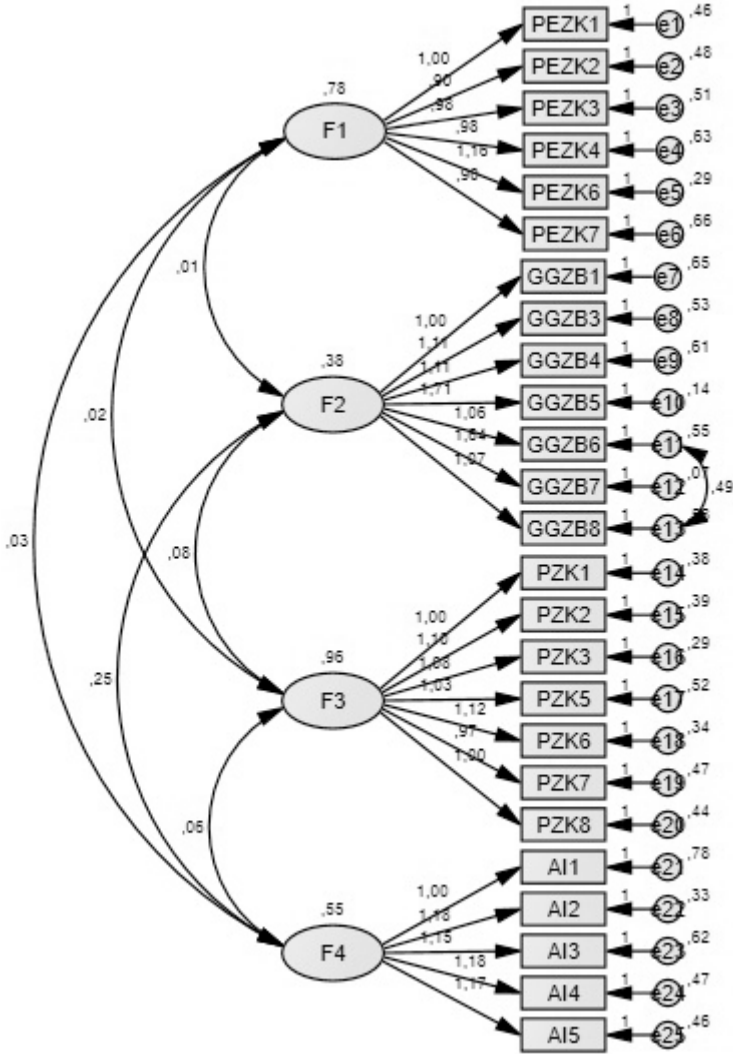 PEZK1 1 e1 ,46
1,00
PEZK2 1 e2 ,48
,90
,78
,98
PEZK3 1 e3 ,51
F1
,98
PEZK4 1 e4 ,63
1,16
PEZK6 1 e5 ,29
,96
PEZK7 1 e6 ,66
,01
GGZB1 1 e7 ,65
1,00
GGZB3 1 e8 ,53
1,11
,38
1,11
GGZB4 1 e9 ,61
1,71
F2
GGZB5 1 e10 ,14
,02
1,06
GGZB6 1 e11 ,55
1,64
GGZB7 1 e12 ,07
1,07
,49
GGZB8 1 e13
,03
,08
PZK1 1 e14 ,38
1,00
PZK2 1 e15 ,39
1,10
,96
1,08
PZK3 1 e16 ,29
,25
1,03
F3
PZK5 1 e17 ,52
1,12
PZK6 1 e18 ,34
,97
PZK7 1 e19 ,47
1,00
PZK8 1 e20 ,44
,06
AI1 1 e21 ,78
1,00
AI2 1 e22 ,33
,55
1,18
1,15
F4
AI3 1 e23 ,62
1,18
AI4 1 e24 ,47
1,17
AI5 1 e25 ,46